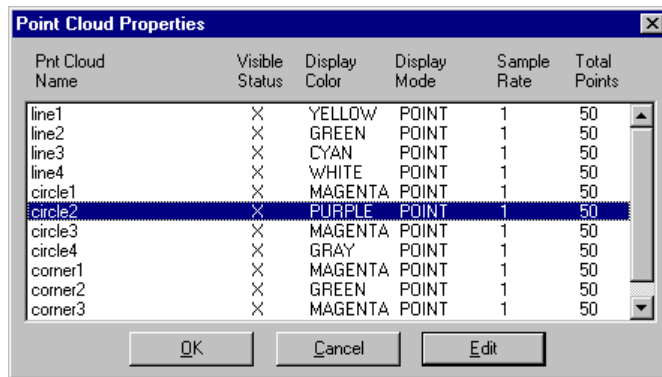 Point Cloud Properties
Pnt Cloud Name Visible Status Display Color Display Mode Sample Rate Total Points
line1 X YELLOW POINT 1 50
line2 X GREEN POINT 1 50
line3 X CYAN POINT 1 50
line4 X WHITE POINT 1 50
circle1 X MAGENTA POINT 1 50
circle2 X PURPLE POINT 1 50
circle3 X MAGENTA POINT 1 50
circle4 X GRAY POINT 1 50
corner1 X MAGENTA POINT 1 50
corner2 X GREEN POINT 1 50
corner3 X MAGENTA POINT 1 50
OK Cancel Edit